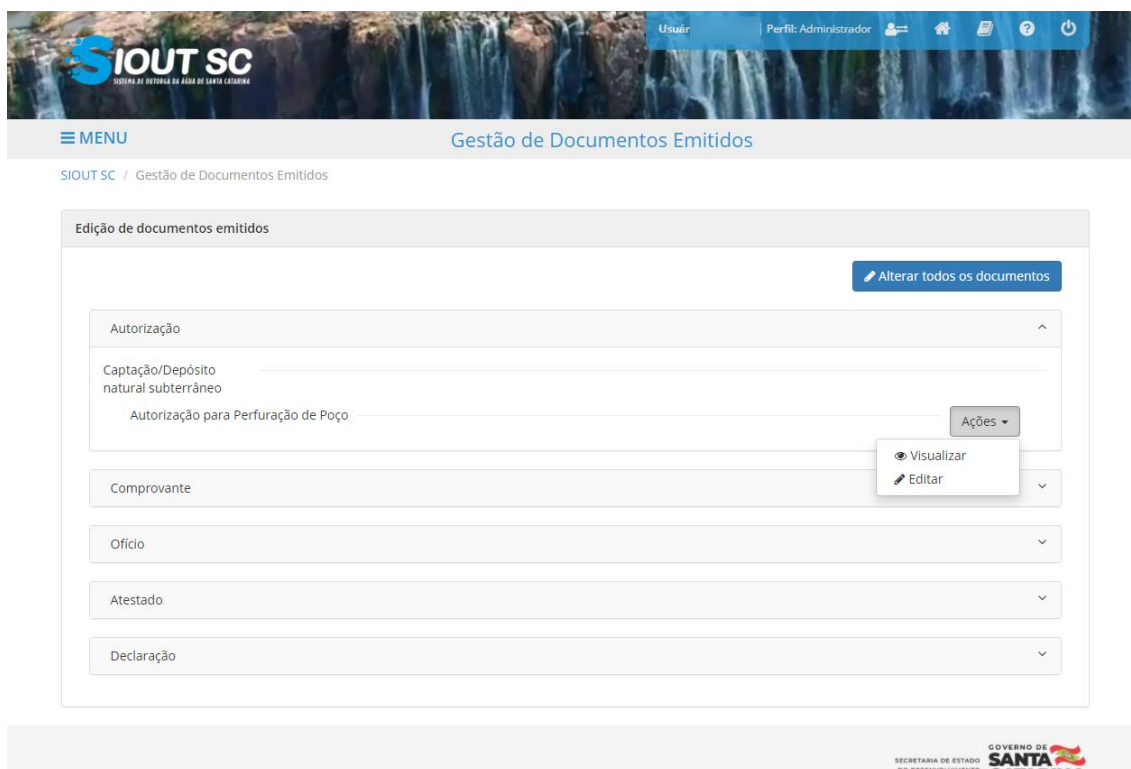 Usuár
Perfil: Administrador
SIOUT SC
SISTEMA DE OUTORGA DA ÁGUA DE SANTA CATARINA
MENU
Gestão de Documentos Emitidos
SIOUT SC / Gestão de Documentos Emitidos
Edição de documentos emitidos
Alterar todos os documentos
Autorização
Captação/Depósito
natural subterrâneo
Autorização para Perfuração de Poço
Ações
Visualizar
Editar
Comprovante
Ofício
Atestado
Declaração
GOVERNO DE
SECRETARIA DE ESTADO
SANTA